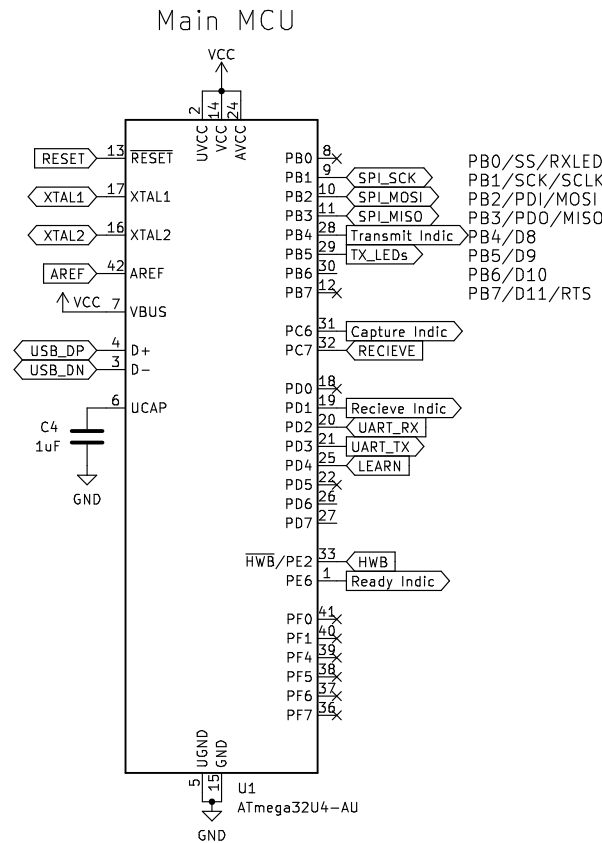 Main MCU
VCC
2 14 24
UVCC VCC AVCC
RESET 13 RESET
XTAL1 17 XTAL1
XTAL2 16 XTAL2
AREF 42 AREF
VCC 7 VBUS
USB_DP 4 D+
USB_DN 3 D-
6 UCAP
C4
1uF
GND
PB0 8 PB0/SS/RXLED
PB1 9 SPI_SCK PB1/SCK/SCLK
PB2 10 SPI_MOSI PB2/PDI/MOSI
PB3 11 SPI_MISO PB3/PDO/MISO
PB4 28 Transmit Indic PB4/D8
PB5 29 TX_LEDs PB5/D9
PB6 30 PB6/D10
PB7 12 PB7/D11/RTS
PC6 31 Capture Indic
PC7 32 RECIEVE
PD0 18
PD1 19 Recieve Indic
PD2 20 UART_RX
PD3 21 UART_TX
PD4 25 LEARN
PD5 22
PD6 26
PD7 27
HWB/PE2 33 HWB
PE6 1 Ready Indic
PF0 41
PF1 40
PF4 39
PF5 38
PF6 37
PF7 36
UGND GND
5 15
U1
ATmega32U4-AU
GND